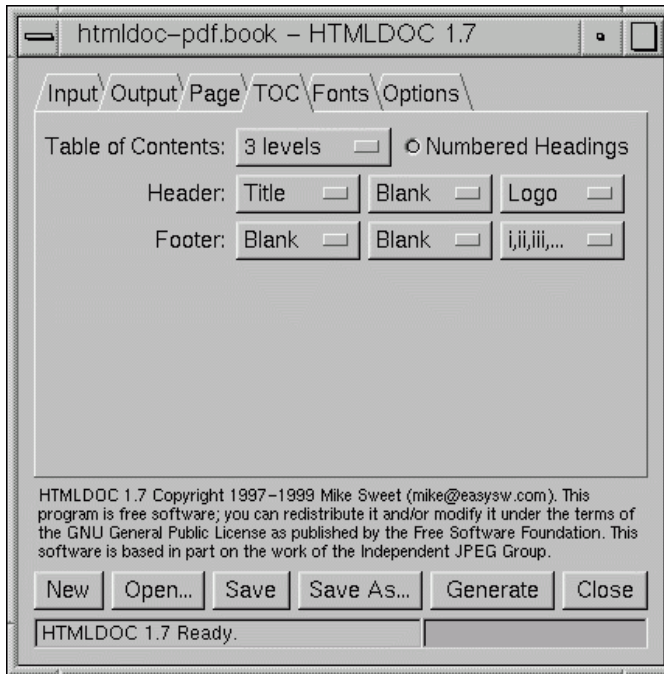 htmldoc-pdf.book – HTMLDOC 1.7
Input Output Page TOC Fonts Options
Table of Contents: 3 levels Numbered Headings
Header: Title Blank Logo
Footer: Blank Blank i,ii,iii,...
HTMLDOC 1.7 Copyright 1997–1999 Mike Sweet (mike@easysw.com). This
program is free software; you can redistribute it and/or modify it under the terms of
the GNU General Public License as published by the Free Software Foundation. This
software is based in part on the work of the Independent JPEG Group.
New Open... Save Save As... Generate Close
HTMLDOC 1.7 Ready.